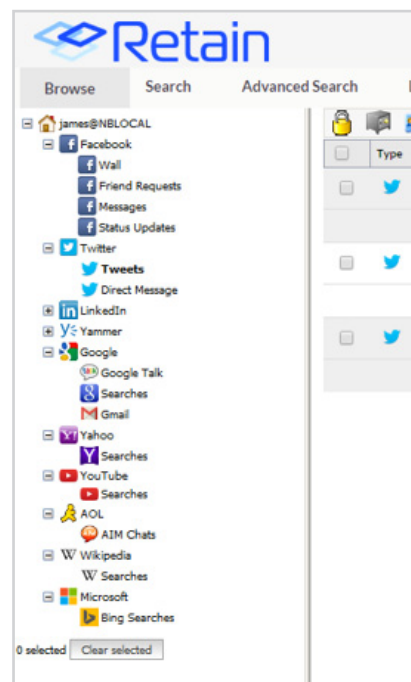 Retain
Browse Search Advanced Search
james@NBLOCAL
Facebook
Wall
Friend Requests
Messages
Status Updates
Twitter
Tweets
Direct Message
LinkedIn
Yammer
Google
Google Talk
Searches
Gmail
Yahoo
Searches
YouTube
Searches
AOL
AIM Chats
Wikipedia
Searches
Microsoft
Bing Searches
0 selected Clear selected
Type